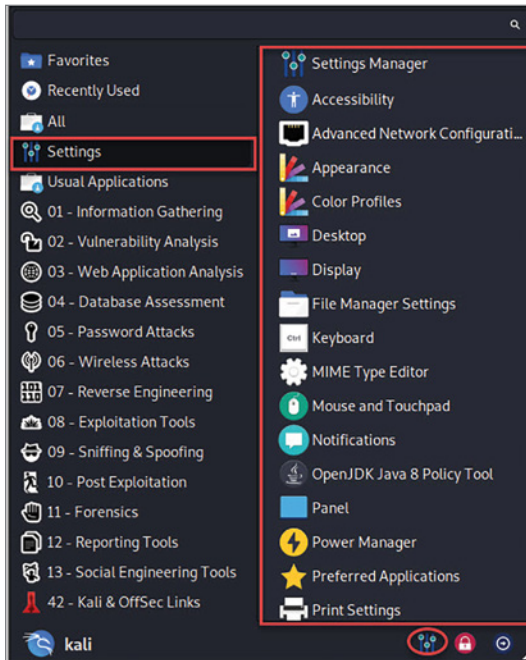 Favorites
Recently Used
All
Settings
Usual Applications
01 - Information Gathering
02 - Vulnerability Analysis
03 - Web Application Analysis
04 - Database Assessment
05 - Password Attacks
06 - Wireless Attacks
07 - Reverse Engineering
08 - Exploitation Tools
09 - Sniffing & Spoofing
10 - Post Exploitation
11 - Forensics
12 - Reporting Tools
13 - Social Engineering Tools
42 - Kali & OffSec Links
kali
Settings Manager
Accessibility
Advanced Network Configurati...
Appearance
Color Profiles
Desktop
Display
File Manager Settings
Ctrl Keyboard
MIME Type Editor
Mouse and Touchpad
Notifications
OpenJDK Java 8 Policy Tool
Panel
Power Manager
Preferred Applications
Print Settings